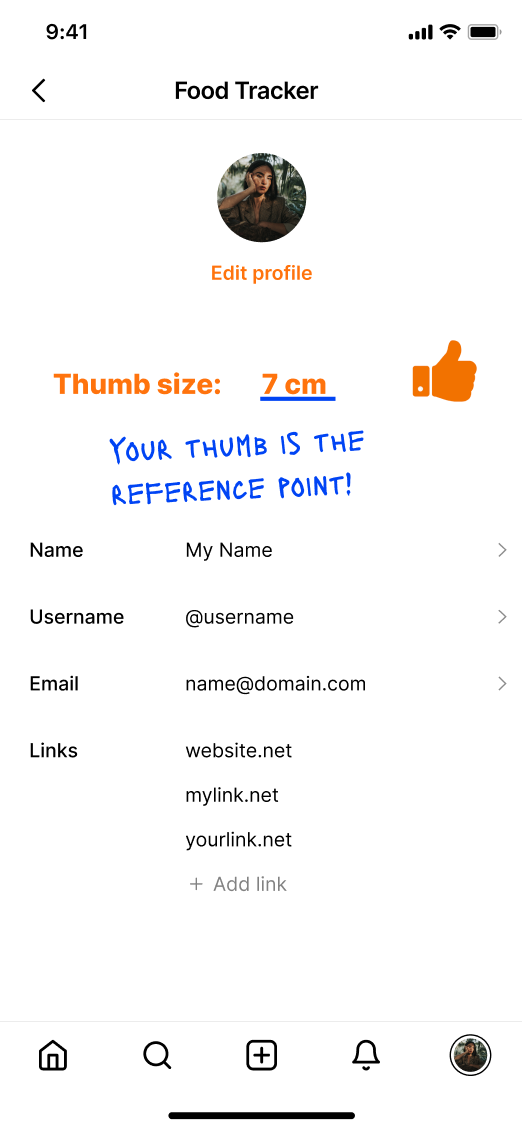 9:41
Food Tracker
Edit profile
Thumb size: 7 cm
YOUR THUMB IS THE
REFERENCE POINT!
Name My Name
Username @username
Email name@domain.com
Links website.net
mylink.net
yourlink.net
+ Add link